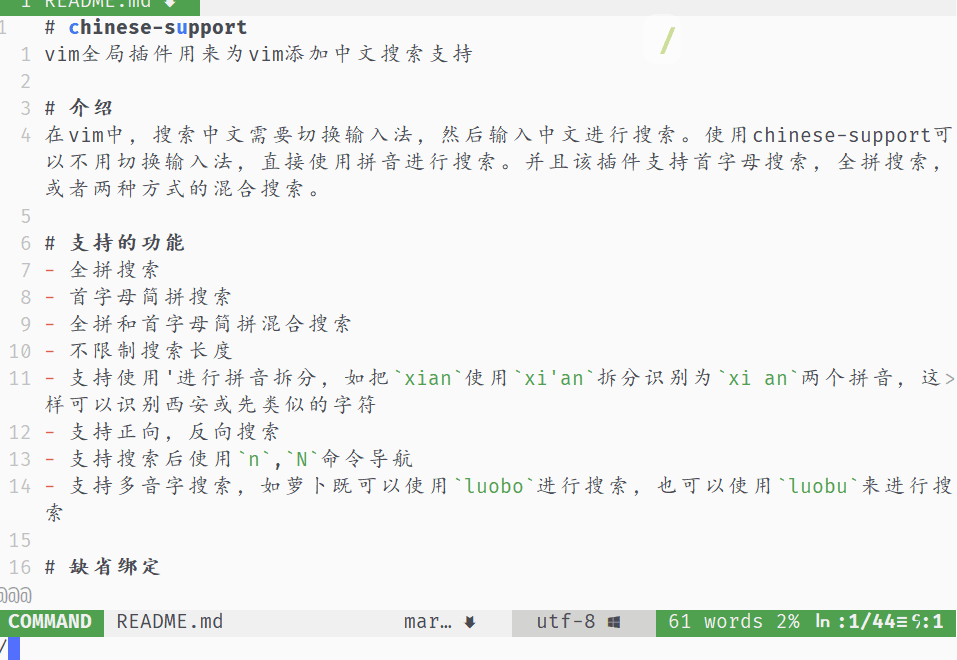 1 README.md ◆
1 # chinese-support
1 vim全局插件用来为vim添加中文搜索支持
/
2
3 # 介绍
4 在vim中，搜索中文需要切换输入法，然后输入中文进行搜索。使用chinese-support可
以不用切换输入法，直接使用拼音进行搜索。并且该插件支持首字母搜索，全拼搜索，
或者两种方式的混合搜索。
5
6 # 支持的功能
7 - 全拼搜索
8 - 首字母简拼搜索
9 - 全拼和首字母简拼混合搜索
10 - 不限制搜索长度
11 - 支持使用'进行拼音拆分，如把`xian`使用`xi'an`拆分识别为`xi an`两个拼音，这>
样可以识别西安或先类似的字符
12 - 支持正向，反向搜索
13 - 支持搜索后使用`n`,`N`命令导航
14 - 支持多音字搜索，如萝卜既可以使用`luobo`进行搜索，也可以使用`luobu`来进行搜
索
15
16 # 缺省绑定
@@@
COMMAND README.md mar… utf-8 61 words 2% ln :1/44≡:1
/